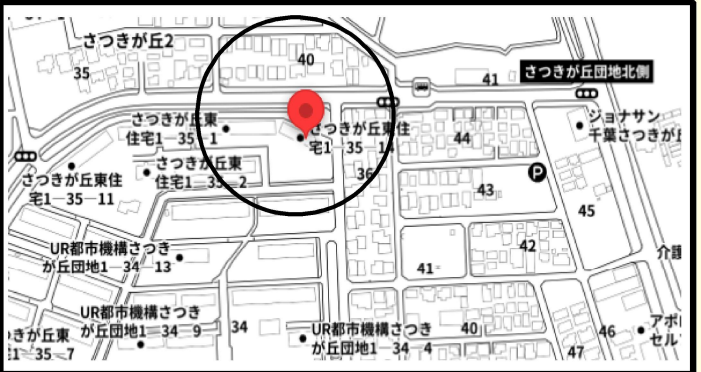 さつきが丘2
35
40
41
さつきが丘団地北側
さつきが丘東
住宅1―35―1
さつきが丘東住
宅1―35―1
ジョナサン
千葉さつきが
44
36
さつきが丘東住
宅1―35―11
さつきが丘東
住宅1―35―2
P
43
45
UR都市機構さつき
が丘団地1―34―13
42
介護
41
UR都市機構さつき
が丘団地1―34―9
34
UR都市機構さつき
が丘団地1―34―4
40
46
アポ
セル
さきが丘東
1―35―7
47